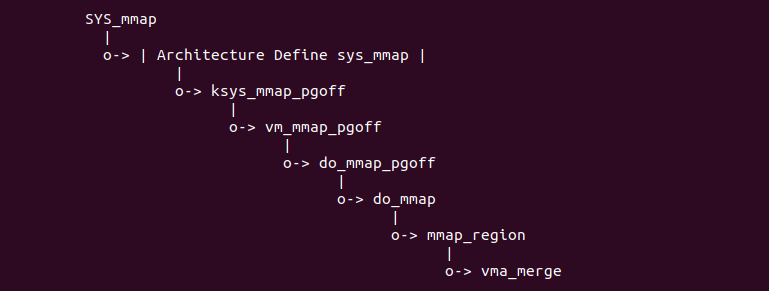 SYS_mmap
|
o-> | Architecture Define sys_mmap |
|
o-> ksys_mmap_pgoff
|
o-> vm_mmap_pgoff
|
o-> do_mmap_pgoff
|
o-> do_mmap
|
o-> mmap_region
|
o-> vma_merge